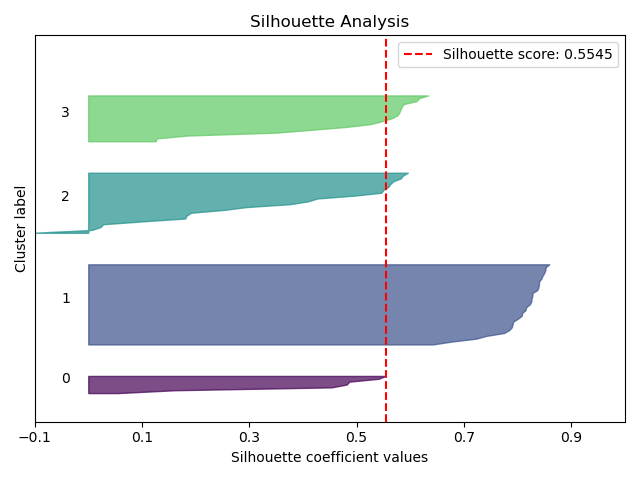 Silhouette Analysis
Silhouette score: 0.5545
3
2
1
0
Cluster label
−0.1 0.1 0.3 0.5 0.7 0.9
Silhouette coefficient values